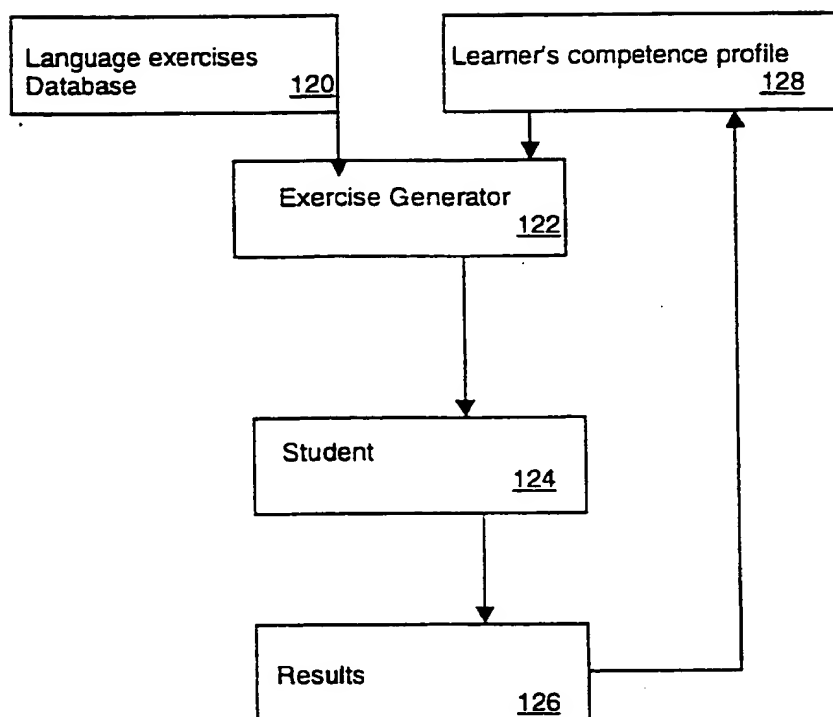 Language exercises
Database 120
Learner's competence profile
128
Exercise Generator
122
Student
124
Results
126